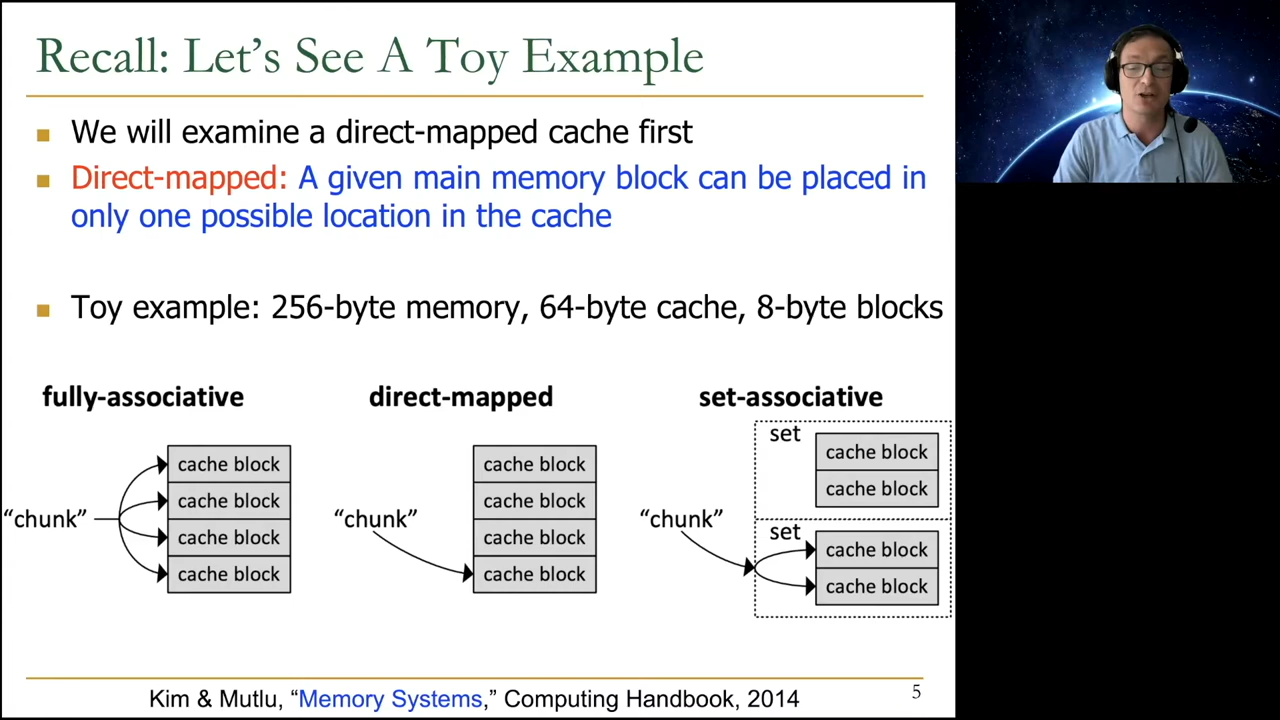 Recall: Let's See A Toy Example
We will examine a direct-mapped cache first
Direct-mapped: A given main memory block can be placed in
only one possible location in the cache
Toy example: 256-byte memory, 64-byte cache, 8-byte blocks
fully-associative
“chunk”
cache block
cache block
cache block
cache block
direct-mapped
“chunk”
cache block
cache block
cache block
cache block
set-associative
“chunk”
set
cache block
cache block
set
cache block
cache block
Kim & Mutlu, “Memory Systems,” Computing Handbook, 2014
5